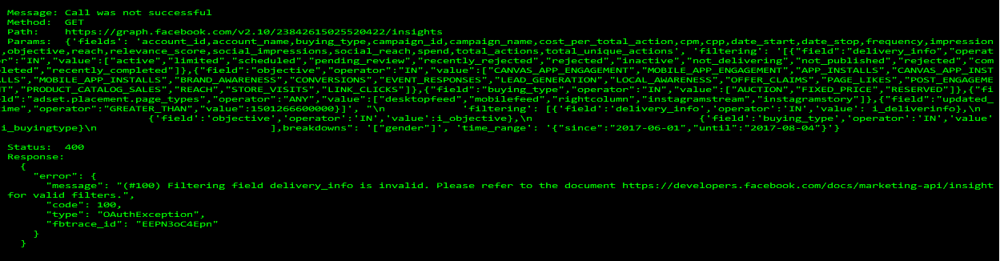 Message: Call was not successful
Method:  GET
Path:    https://graph.facebook.com/v2.10/23842615025520422/insights
Params:  {'fields': 'account_id,account_name,buying_type,campaign_id,campaign_name,cost_per_total_action,cpm,cpp,date_start,date_stop,frequency,impression
,objective,reach,relevance_score,social_impressions,social_reach,spend,total_actions,total_unique_actions', 'filtering': '[{"field":"delivery_info","operat
or":"IN","value":["active","limited","scheduled","pending_review","recently_rejected","rejected","inactive","not_delivering","not_published","rejected","com
eted","recently_completed"]},{"field":"objective","operator":"IN","value":["CANVAS_APP_ENGAGEMENT","MOBILE_APP_ENGAGEMENT","APP_INSTALLS","CANVAS_APP_INST
LLS","MOBILE_APP_INSTALLS","BRAND_AWARENESS","CONVERSIONS","EVENT_RESPONSES","LEAD_GENERATION","LOCAL_AWARENESS","OFFER_CLAIMS","PAGE_LIKES","POST_ENGAGEME
T","PRODUCT_CATALOG_SALES","REACH","STORE_VISITS","LINK_CLICKS"]},{"field":"buying_type","operator":"IN","value":["AUCTION","FIXED_PRICE","RESERVED"]},{"fi
ld":"adset.placement.page_types","operator":"ANY","value":["desktopfeed","mobilefeed","rightcolumn","instagramstream","instagramstory"]},{"field":"updated_
ime","operator":"GREATER_THAN","value":1501266600000}]', '\n 'filtering': [{'field':'delivery_info','operator':'IN','value': i_deliverinfo},\n
{'field':'objective','operator':'IN','value':i_objective},\n {'field':'buying_type','operator':'IN','value'
i_buyingtype}\n ],breakdowns': '["gender"]', 'time_range': '{"since":"2017-06-01","until":"2017-08-04"}'}
Status:  400
Response:
{
"error": {
"message": "(#100) Filtering field delivery_info is invalid. Please refer to the document https://developers.facebook.com/docs/marketing-api/insight
for valid filters.",
"code": 100,
"type": "OAuthException",
"fbtrace_id": "EEPN3oC4Epn"
}
}